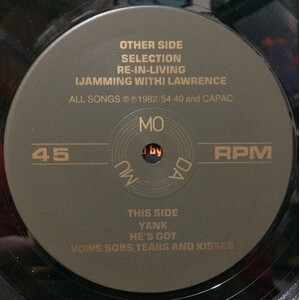 OTHER SIDE
SELECTION
RE-IN-LIVING
(JAMMING WITH) LAWRENCE
ALL SONGS ©℗1982/54·40 and CAPAC
MO
DA
MU
45
RPM
THIS SIDE
YANK
HE'S GOT
VOWS SOBS TEARS AND KISSES